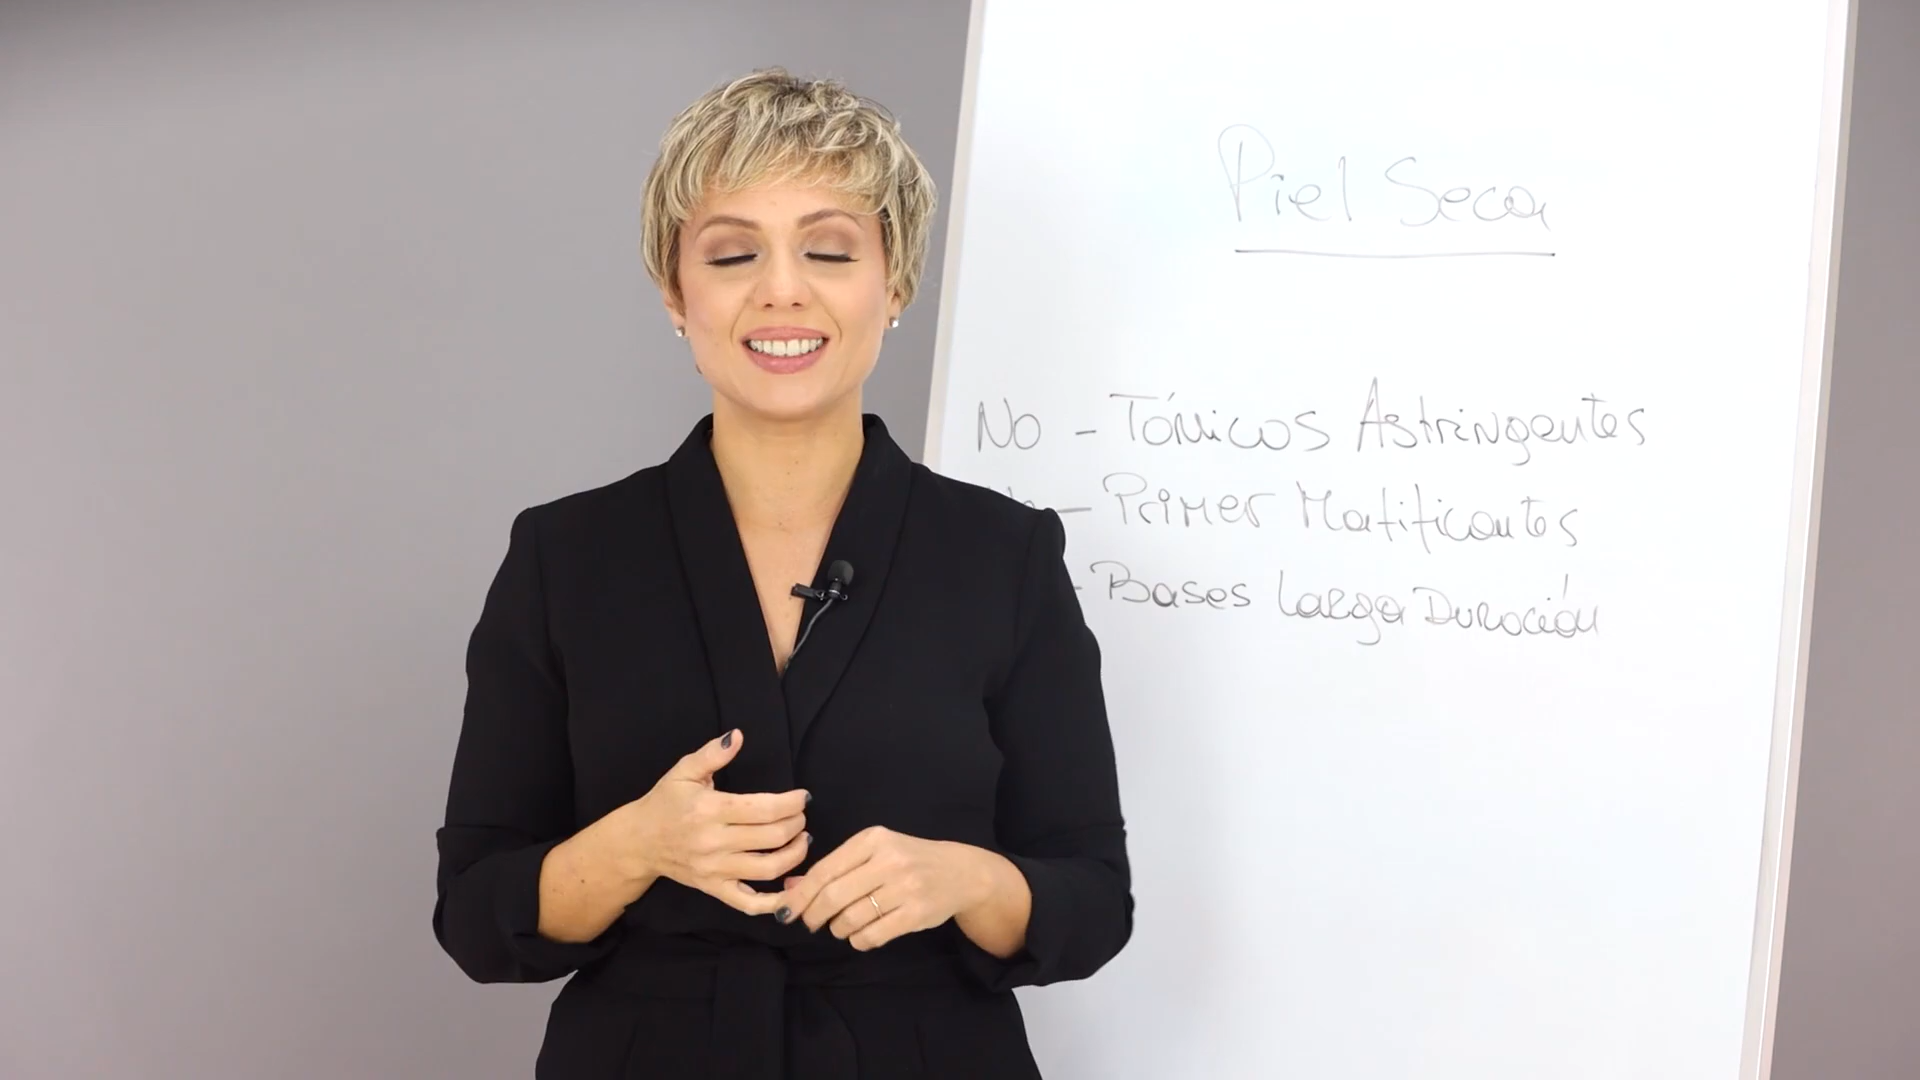 Piel Seca
No - Tónicos Astringentes
- Primer Matificantes
- Bases Larga Duración